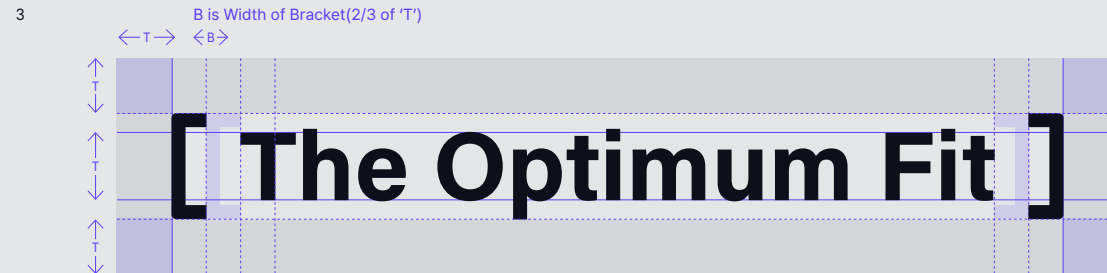 3
B is Width of Bracket(2/3 of ‘T’)
T
B
T
T
[The Optimum Fit]
T